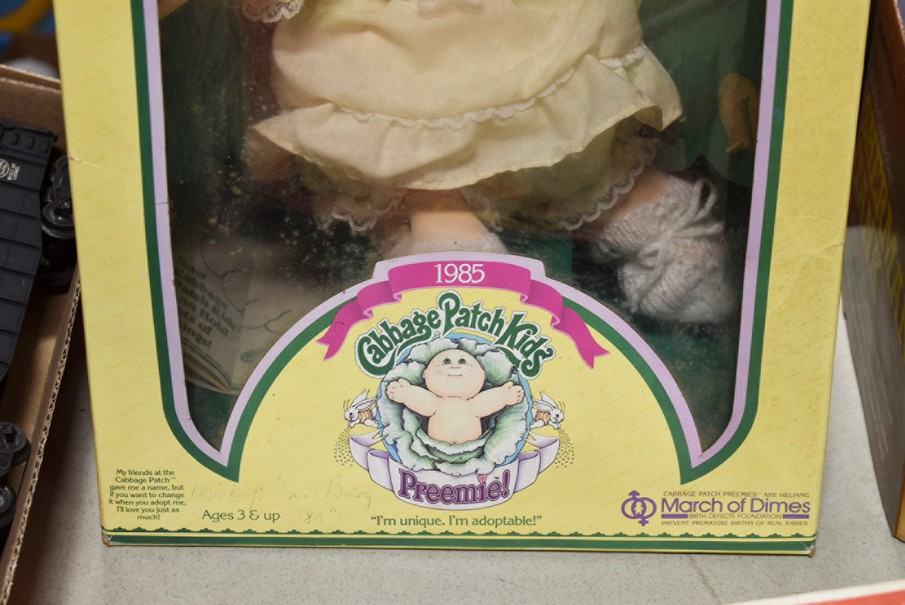 1985
Cabbage Patch Kids
Preemie!
My friends at the
Cabbage Patch™
gave me a name, but
if you want to change
it when you adopt me,
I'll love you just as
much!
Ages 3 & up
"I'm unique. I'm adoptable!"
CABBAGE PATCH PREEMIES™ ARE HELPING
March of Dimes
BIRTH DEFECTS FOUNDATION
PREVENT PREMATURE BIRTHS OF REAL BABIES